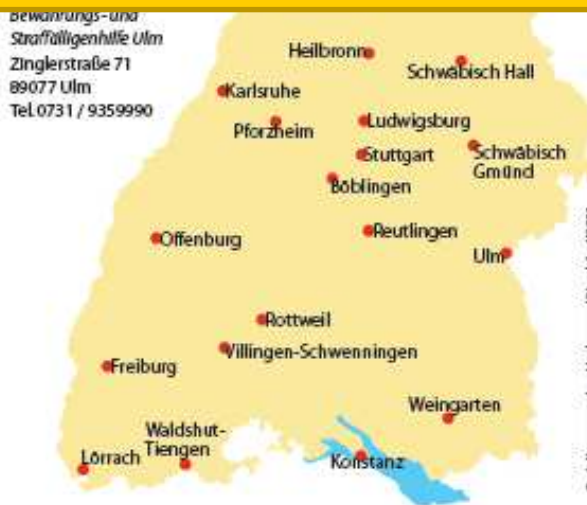 Bewährungs- und
Straffälligenhilfe Ulm
Zinglerstraße 71
89077 Ulm
Tel.0731 / 9359990
Heilbronn
Schwäbisch Hall
Karlsruhe
Pforzheim
Ludwigsburg
Stuttgart
Schwäbisch
Gmünd
Böblingen
Offenburg
Reutlingen
Ulm
Rottweil
Villingen-Schwenningen
Freiburg
Weingarten
Waldshut-
Tiengen
Lörrach
Konstanz